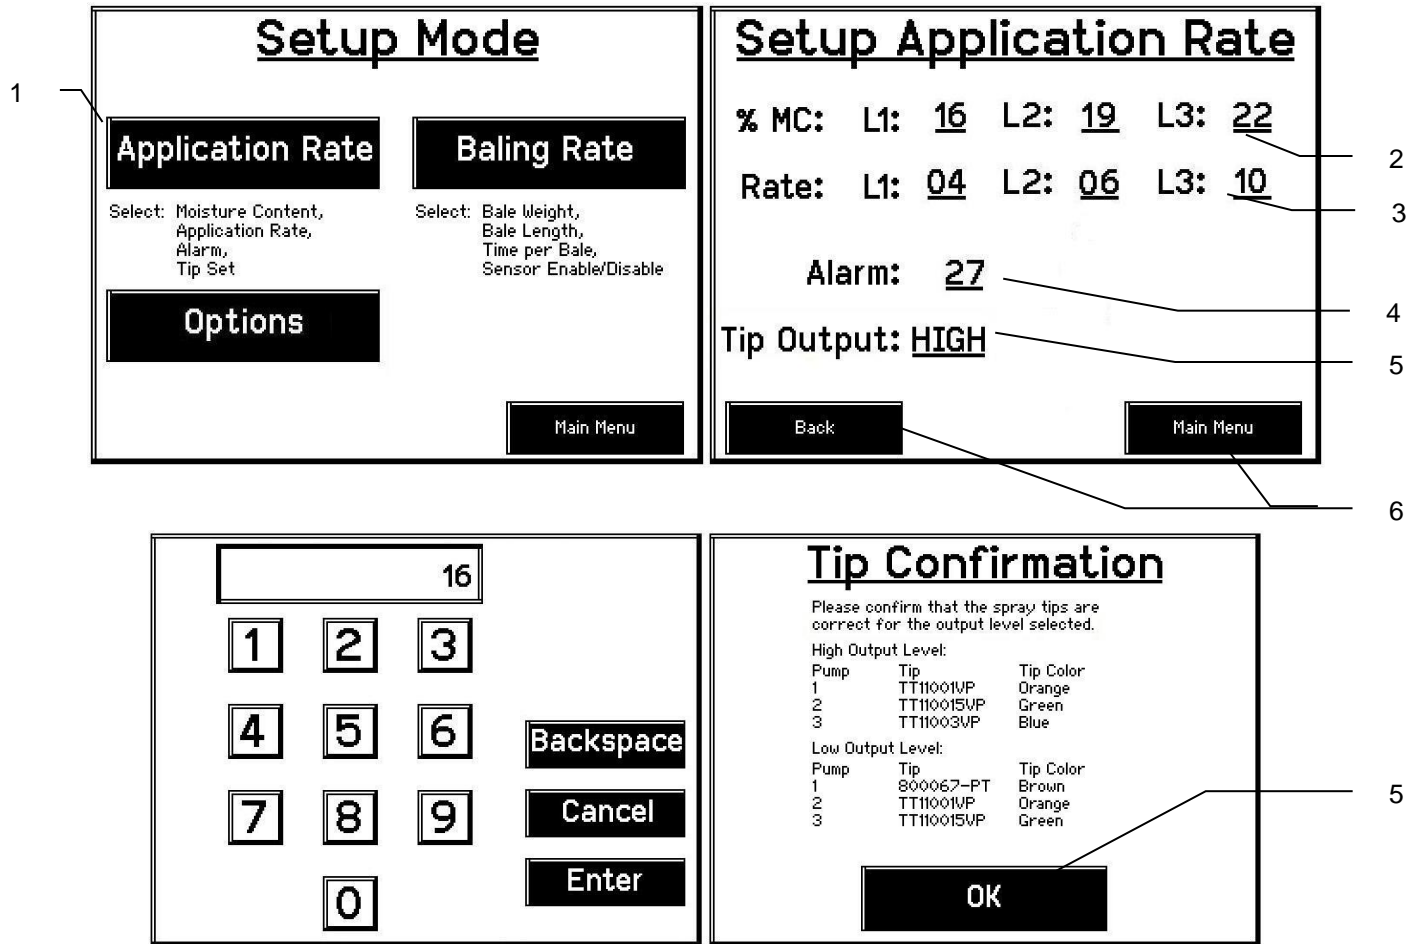 Setup Mode
1
Application Rate
Baling Rate
Select: Moisture Content,
Application Rate,
Alarm,
Tip Set
Select: Bale Weight,
Bale Length,
Time per Bale,
Sensor Enable/Disable
Options
Main Menu
Setup Application Rate
% MC: L1: 16 L2: 19 L3: 22
2
Rate: L1: 04 L2: 06 L3: 10
3
Alarm: 27
4
Tip Output: HIGH
5
Back
Main Menu
6
16
1 2 3
4 5 6
7 8 9
0
Backspace
Cancel
Enter
Tip Confirmation
Please confirm that the spray tips are
correct for the output level selected.
High Output Level:
Pump Tip Tip Color
1 TT11001VP Orange
2 TT110015VP Green
3 TT11003VP Blue
Low Output Level:
Pump Tip Tip Color
1 800067-PT Brown
2 TT11001VP Orange
3 TT110015VP Green
5
OK